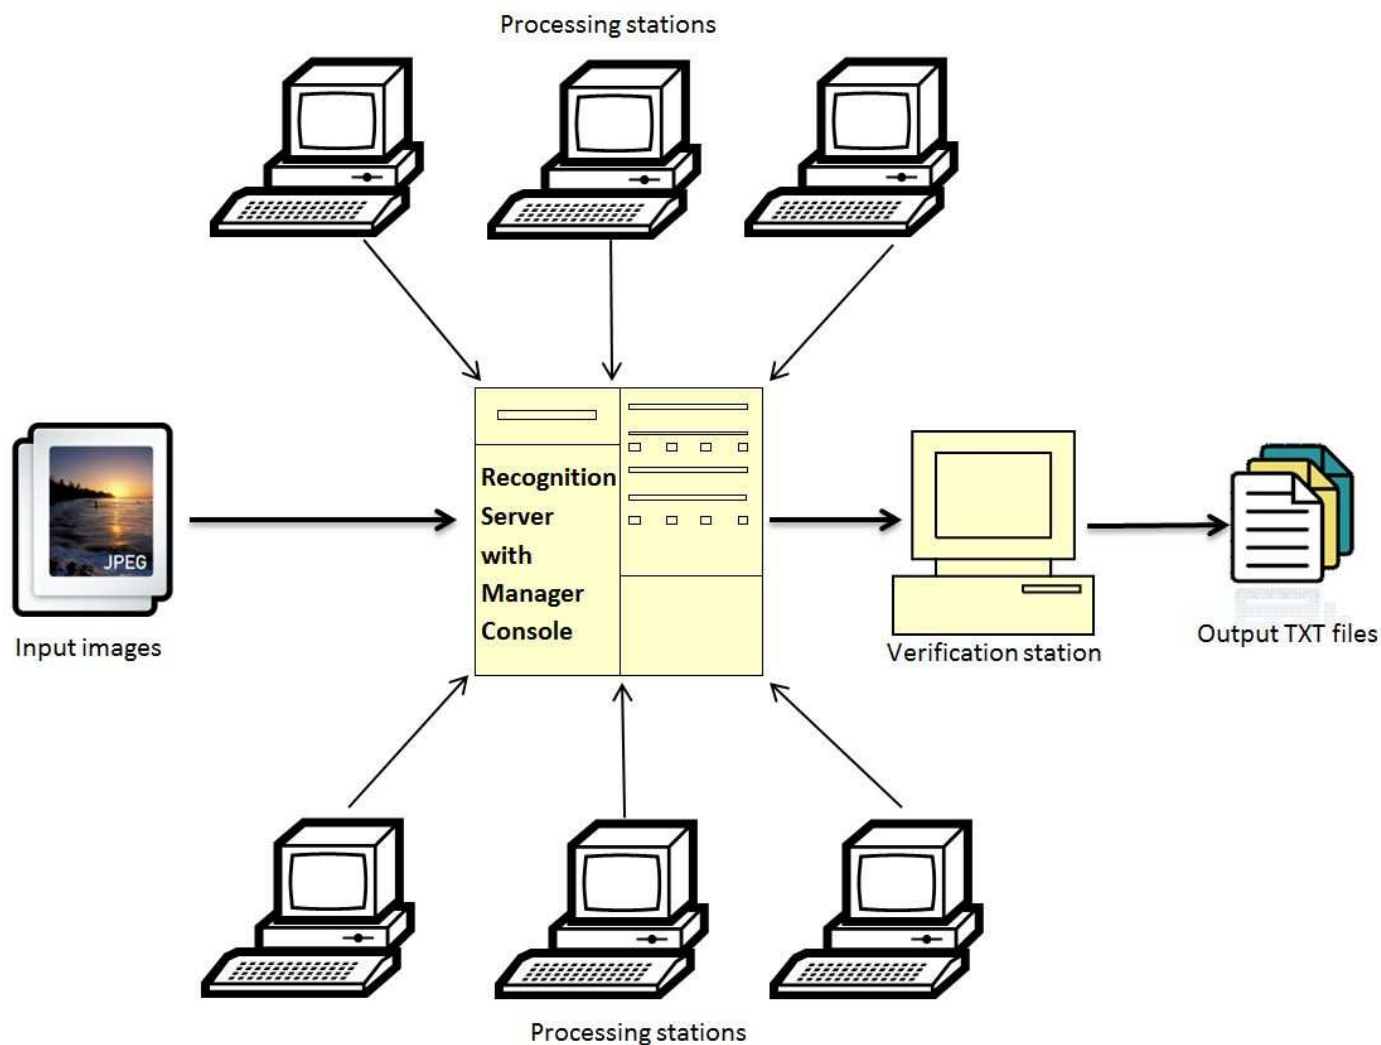 Processing stations
Recognition
Server
with
Manager
Console
JPEG
Input images
Verification station
Output TXT files
Processing stations